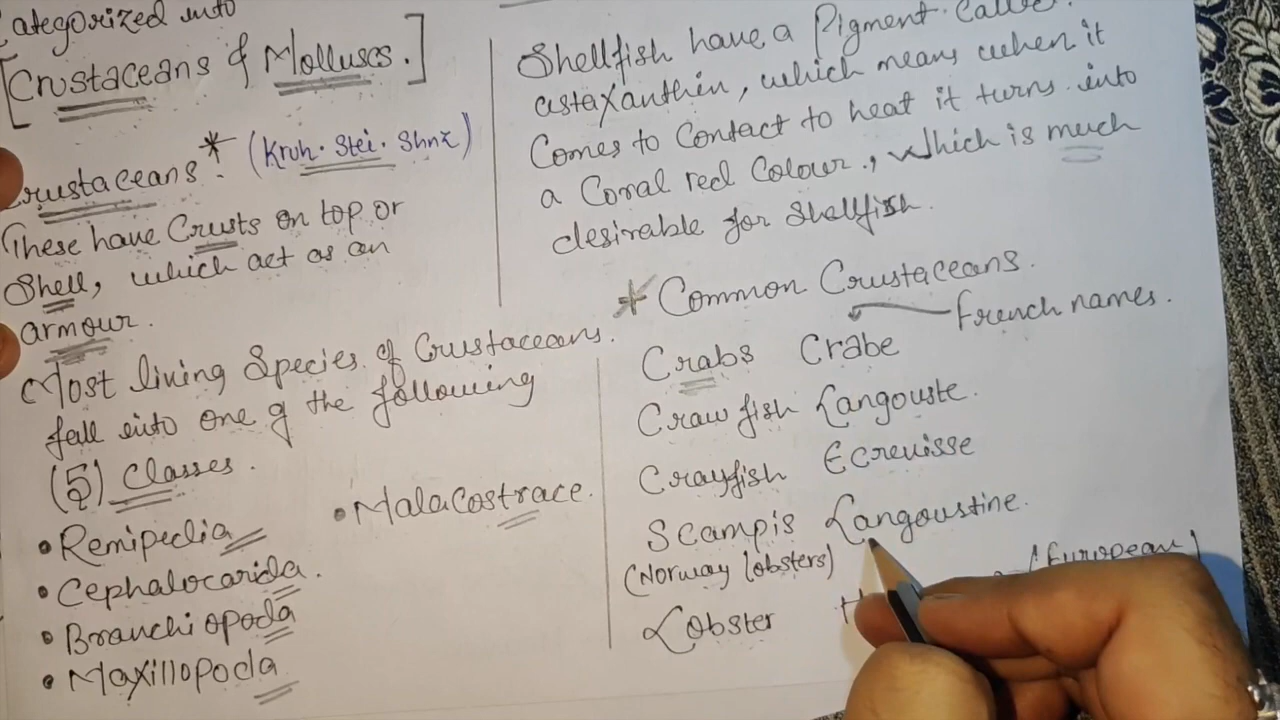 Categorized into
[Crustaceans & Molluscs.]
Crustaceans* : (Kruh. Stei. Shnz)
These have Crusts on top or
Shell, which act as an
armour.
Most living Species of Crustaceans.
fall into one of the following
(5) Classes.
• Remipedia
• Cephalocarida.
• Branchiopoda
• Maxillopoda
• Malacostrace.
Shellfish have a Pigment. Called
astaxanthin, which means when it
Comes to Contact to heat it turns into
a Coral red Colour., which is much
desirable for Shellfish.
* Common Crustaceans.
French names.
Crabs Crabe
Crawfish Langouste.
Crayfish Ecrevisse
Scampis Langoustine.
(Norway lobsters)
(European)
Lobster H